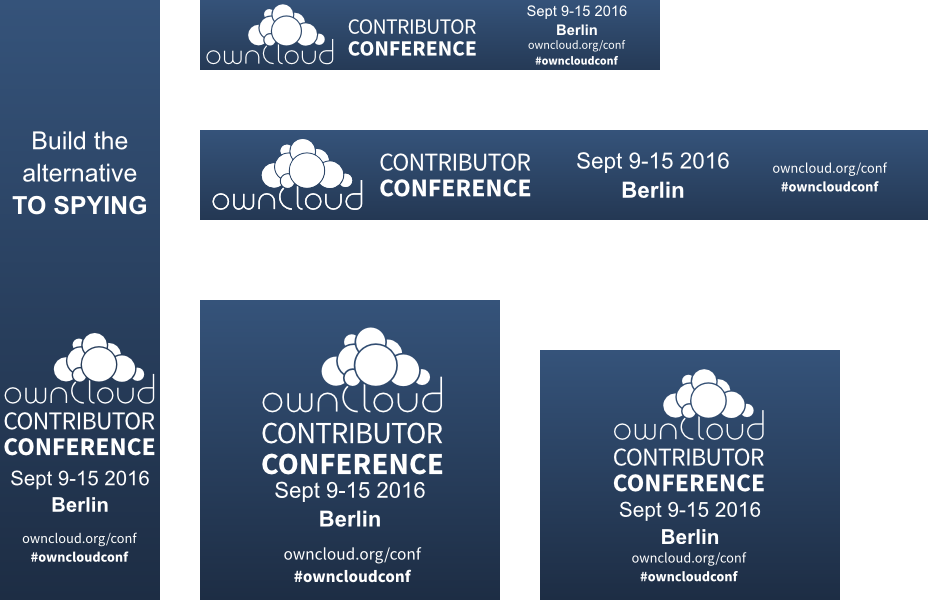 Build the
alternative
TO SPYING
ownCloud
CONTRIBUTOR
CONFERENCE
Sept 9-15 2016
Berlin
owncloud.org/conf
#owncloudconf
ownCloud
CONTRIBUTOR
CONFERENCE
Sept 9-15 2016
Berlin
owncloud.org/conf
#owncloudconf
ownCloud
CONTRIBUTOR
CONFERENCE
Sept 9-15 2016
Berlin
owncloud.org/conf
#owncloudconf
ownCloud
CONTRIBUTOR
CONFERENCE
Sept 9-15 2016
Berlin
owncloud.org/conf
#owncloudconf
ownCloud
CONTRIBUTOR
CONFERENCE
Sept 9-15 2016
Berlin
owncloud.org/conf
#owncloudconf